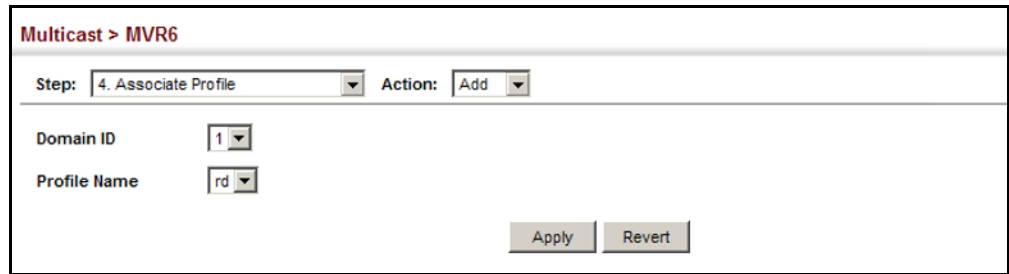 Multicast > MVR6
Step: 4. Associate Profile Action: Add
Domain ID 1
Profile Name rd
Apply Revert